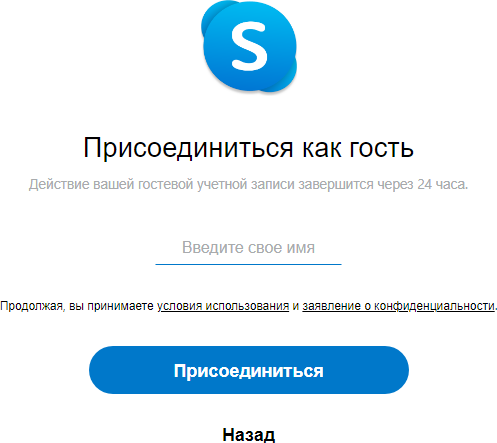 S
Присоединиться как гость
Действие вашей гостевой учетной записи завершится через 24 часа.
Введите свое имя
Продолжая, вы принимаете условия использования и заявление о конфиденциальности.
Присоединиться
Назад